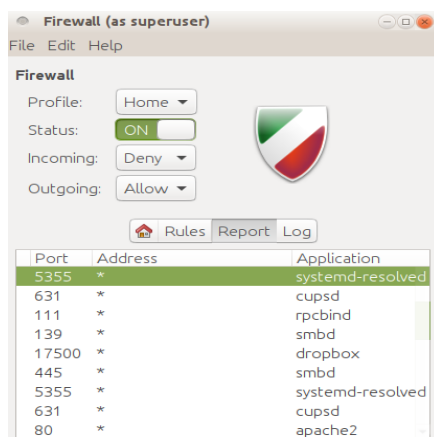 Firewall (as superuser)
File Edit Help
Firewall
Profile: Home
Status: ON
Incoming: Deny
Outgoing: Allow
Rules Report Log
Port Address Application
5355 * systemd-resolved
631 * cupsd
111 * rpcbind
139 * smbd
17500 * dropbox
445 * smbd
5355 * systemd-resolved
631 * cupsd
80 * apache2